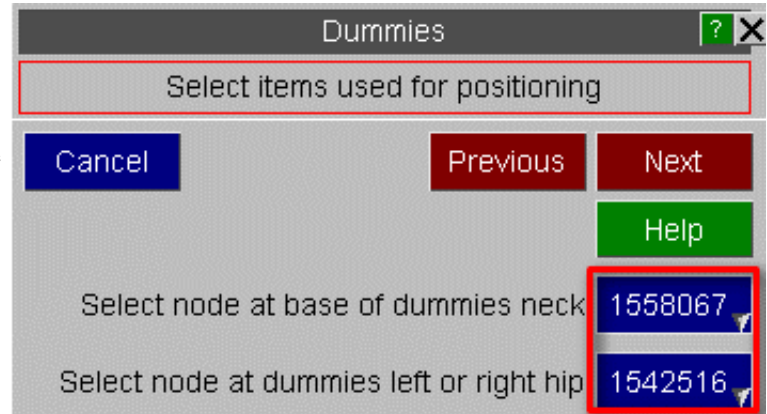 Dummies ? X
Select items used for positioning
Cancel Previous Next
Help
Select node at base of dummies neck 1558067
Select node at dummies left or right hip 1542516